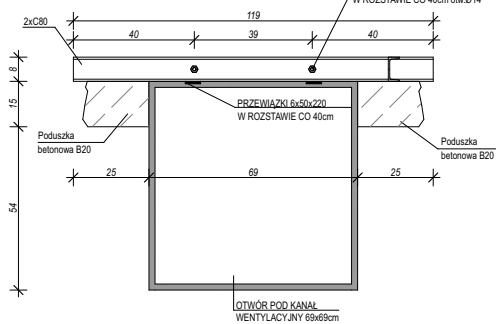 W ROZSTAWIE CO 40cm otw.Ø14
119
2xC80
40 39 40
8
15
54
PRZEWIĄZKI 6x50x220
W ROZSTAWIE CO 40cm
Poduszka
betonowa B20
Poduszka
betonowa B20
25 69 25
OTWÓR POD KANAŁ
WENTYLACYJNY 69x69cm